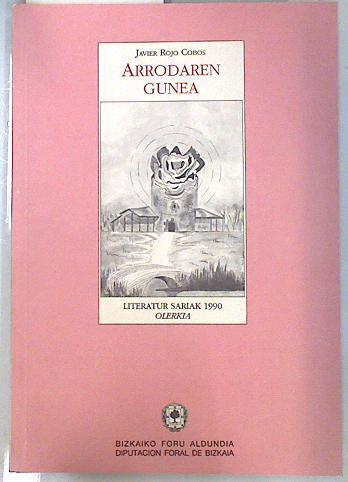 JAVIER ROJO COBOS
ARRODAREN
GUNEA
LITERATUR SARIAK 1990
OLERKIA
BIZKAIKO FORU ALDUNDIA
DIPUTACION FORAL DE BIZKAIA